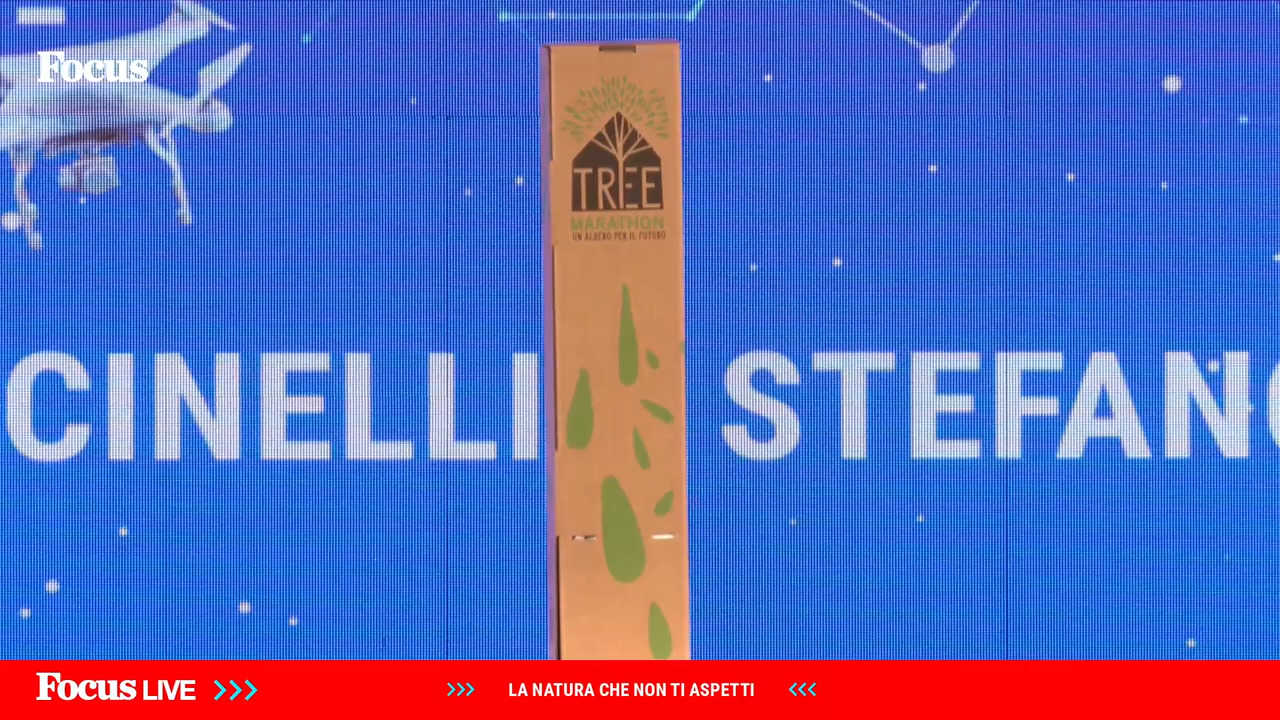 Focus
TREE
MARATHON
UN ALBERO PER IL FUTURO
CINELLI STEFANO
Focus LIVE >>> >>> LA NATURA CHE NON TI ASPETTI <<<